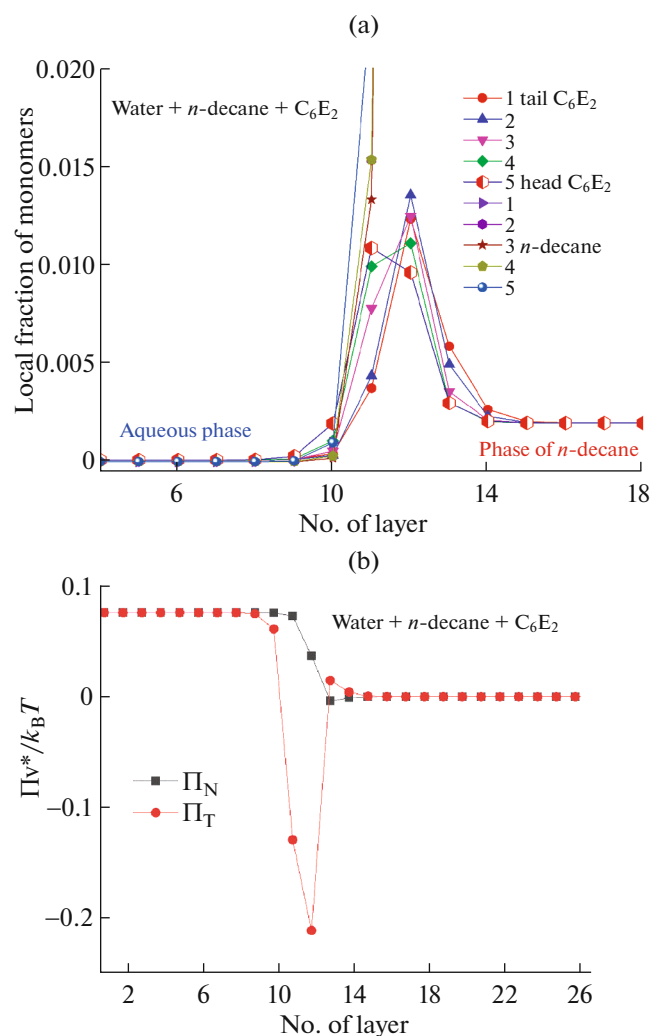 (a)
0.020
0.015
0.010
0.005
0
Local fraction of monomers
Water + n-decane + C₆E₂
1 tail C₆E₂
2
3
4
5 head C₆E₂
1
2
3 n-decane
4
5
Aqueous phase
Phase of n-decane
6
10
14
18
No. of layer
(b)
0.1
0
−0.1
−0.2
Πv*/k_BT
Water + n-decane + C₆E₂
Π_N
Π_T
2
6
10
14
18
22
26
No. of layer